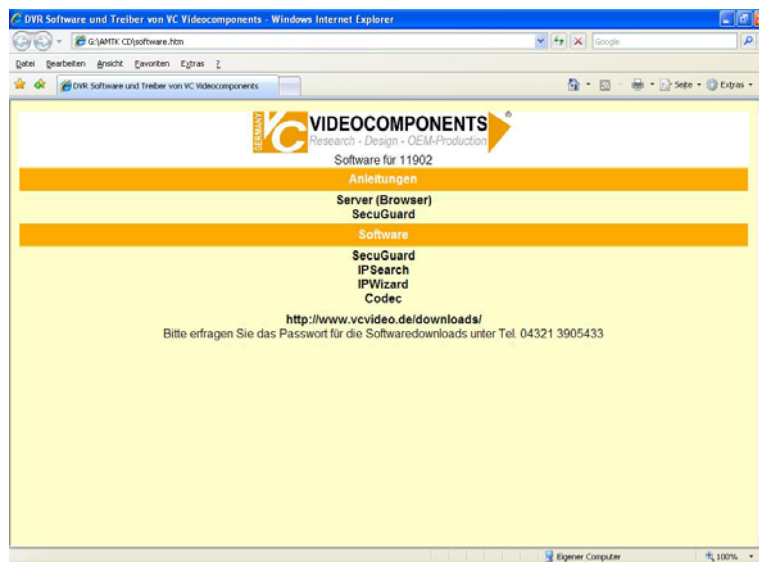 DVR Software und Treiber von VC Videocomponents - Windows Internet Explorer
G:\AMTK CD\software.htm
Google
Datei Bearbeiten Ansicht Favoriten Extras ?
DVR Software und Treiber von VC Videocomponents
Seite
Extras
GERMANY
VC
VIDEOCOMPONENTS
®
Research - Design - OEM-Production
Software für 11902
Anleitungen
Server (Browser)
SecuGuard
Software
SecuGuard
IPSearch
IPWizard
Codec
http://www.vcvideo.de/downloads/
Bitte erfragen Sie das Passwort für die Softwaredownloads unter Tel. 04321 3905433
Eigener Computer
100%